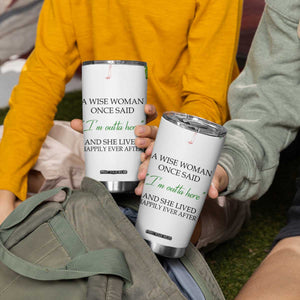 A WISE WOMAN
ONCE SAID
I'm outta here
AND SHE LIVED
HAPPILY EVER AFTER
A WISE WOMAN
ONCE SAID
I'm outta here
AND SHE LIVED
HAPPILY EVER AFTER